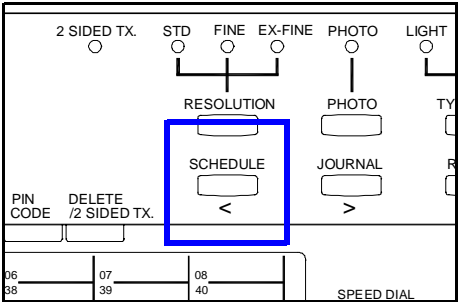 2 SIDED TX. STD FINE EX-FINE PHOTO LIGHT
RESOLUTION PHOTO TY
SCHEDULE JOURNAL R
< >
PIN
CODE
DELETE
/2 SIDED TX.
06 07 08
38 39 40
SPEED DIAL